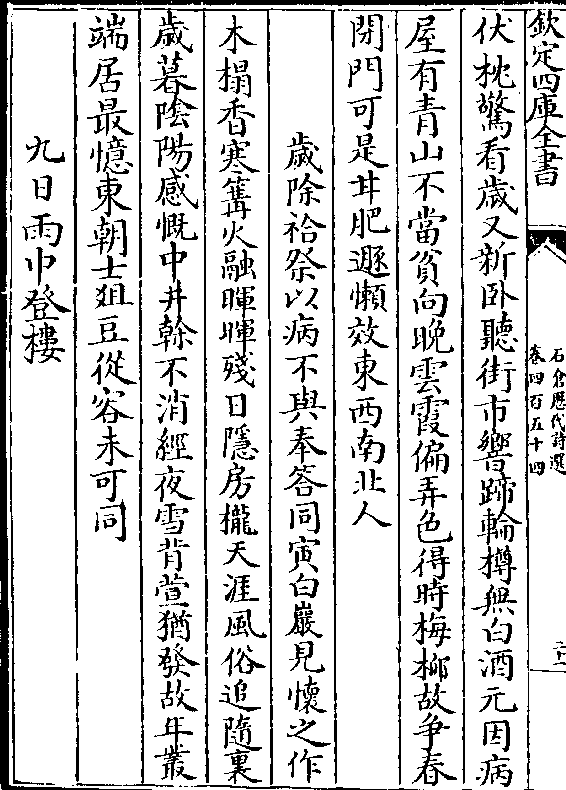 欽定四庫全書
石倉歷代詩選
卷四百五十四
伏枕驚看歲又新卧聽街市響蹄輪樽無白酒元因病
屋有青山不當貧向晚雲霞偏弄色得時梅柳故争春
閉門可是甘肥遯懶效東西南北人
歲除祫祭以病不與奉答同寅白巖見懷之作
木榻香寒篝火融暉暉殘日隱房櫳天涯風俗追隨裏
歲暮陰陽感慨中井榦不消經夜雪背萱猶發故年叢
端居最憶東朝士俎豆從容未可同
九日雨中登樓